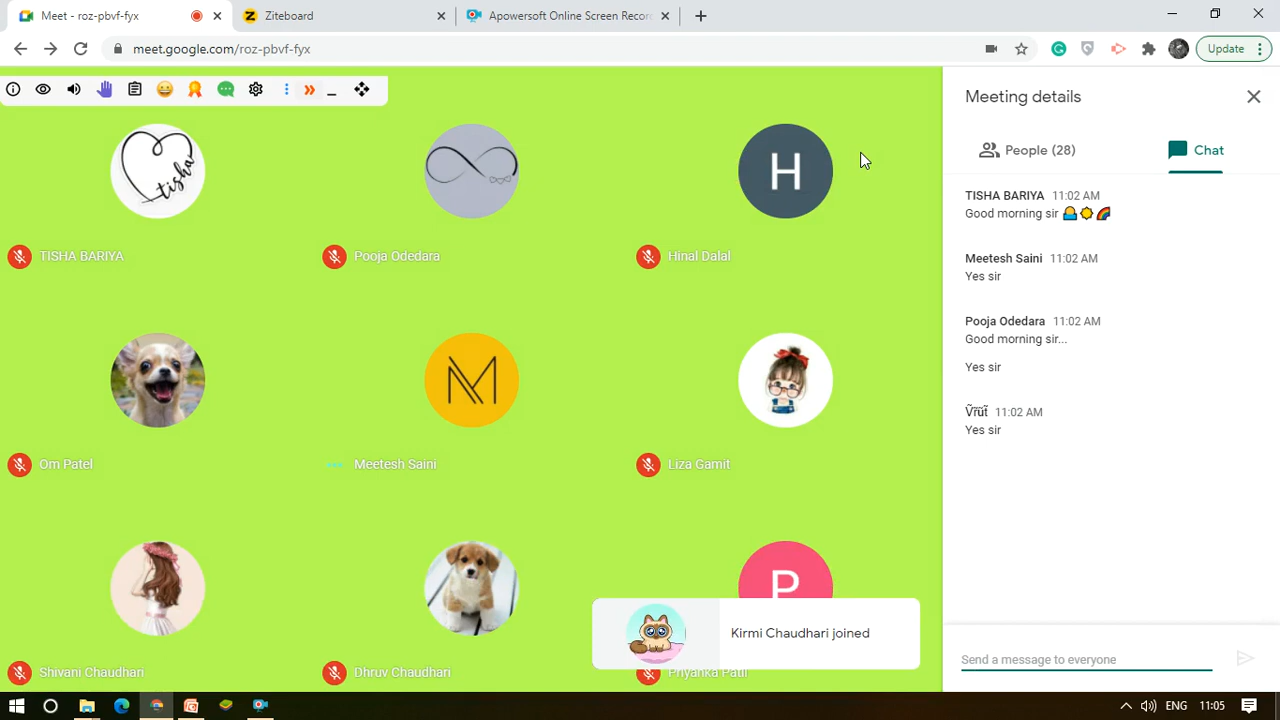 Meet - roz-pbvf-fyx
Ziteboard
Apowersoft Online Screen Recor
meet.google.com/roz-pbvf-fyx
Update
Meeting details
People (28)
Chat
TISHA BARIYA 11:02 AM
Good morning sir 🤷🌞🌈
Meetesh Saini 11:02 AM
Yes sir
Pooja Odedara 11:02 AM
Good morning sir...
Yes sir
11:02 AM
Yes sir
Send a message to everyone
tisha
H
TISHA BARIYA
Pooja Odedara
Hinal Dalal
M
Om Patel
Meetesh Saini
Liza Gamit
P
Kirmi Chaudhari joined
Shivani Chaudhari
Dhruv Chaudhari
Priyanka Patil
ENG
11:05